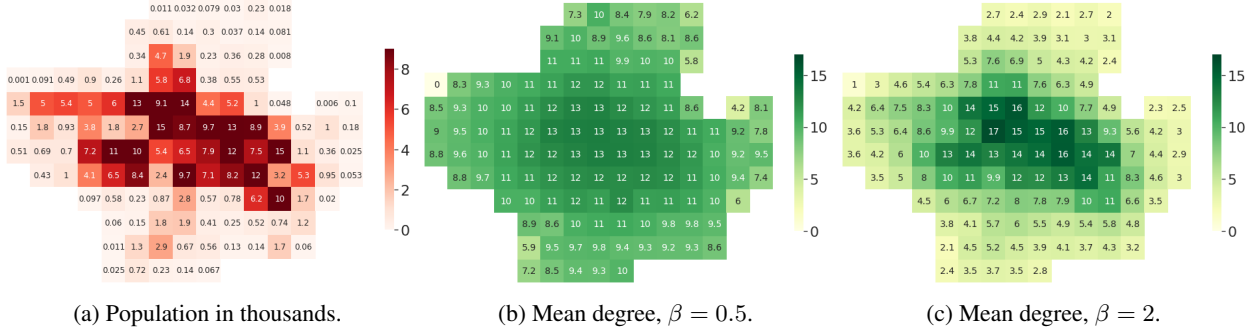 0.011 0.032 0.079 0.03 0.23 0.018
0.45 0.61 0.14 0.3 0.037 0.14 0.081
0.34 4.7 1.9 0.23 0.36 0.28 0.008
0.001 0.091 0.49 0.9 0.26 1.1 5.8 6.8 0.38 0.55 0.53
1.5 5 5.4 5 6 13 9.1 14 4.4 5.2 1 0.048 0.006 0.1
0.15 1.8 0.93 3.8 1.8 2.7 15 8.7 9.7 13 8.9 3.9 0.52 1 0.18
0.51 0.69 0.7 7.2 11 10 5.4 6.5 7.9 12 7.5 15 1.1 0.36 0.025
0.43 1 4.1 6.5 8.4 2.4 9.7 7.1 8.2 12 3.2 5.3 0.95 0.053
0.097 0.58 0.23 0.87 2.8 0.57 0.78 6.2 10 1.7 0.02
0.06 0.15 1.8 1.9 0.41 0.25 0.52 0.74 1.2
0.011 1.3 2.9 0.67 0.56 0.13 0.14 1.7 0.06
0.025 0.72 0.23 0.14 0.067
8
6
4
2
0
(a) Population in thousands.
7.3 10 8.4 7.9 8.2 6.2
9.1 10 8.9 9.6 8.6 9.1 8.6
11 11 11 9.9 10 10 5.8
0 8.3 9.3 10 11 11 12 12 11 11 11
8.5 9.3 10 11 12 12 13 13 12 12 11 8.6 4.2 8.1
9 9.5 10 11 12 13 13 13 13 12 12 11 11 9.2 7.8
8.8 9.6 10 11 12 12 13 13 13 12 12 12 10 9.2 9.5
8.8 9.7 11 12 12 12 13 12 12 12 12 11 9.4 7.4
10 10 11 12 12 12 12 11 11 10 6
8.9 8.6 11 11 11 10 9.8 9.8 9.5
5.9 9.5 9.7 9.8 9.4 9.3 9.2 9.3 8.6
7.2 8.5 9.4 9.3 10
15
10
5
0
(b) Mean degree, β = 0.5.
2.7 2.4 2.9 2.1 2.7 2
3.8 4.4 4.2 3.9 3.1 3 3.1
5.3 7.6 6.9 5 4.3 4.2 2.4
1 3 4.6 5.4 6.3 7.8 11 11 7.6 6.3 4.9
4.2 6.4 7.5 8.3 10 14 15 16 12 10 7.7 4.9 2.3 2.5
3.6 5.3 6.4 8.6 9.9 12 17 15 15 16 13 9.3 5.6 4.2 3
3.6 4.2 6 10 13 14 13 14 14 16 14 14 7 4.4 2.9
4.5 6 10 11 9.9 12 12 13 14 15 11 8.3 4.6 3
4.5 6 6.7 7.2 8 7.8 7.9 10 11 6.5 3.5
3.8 4.1 5.7 6 5.5 4.9 5.4 5.8 4.8
2.1 4.5 5.2 4.5 3.9 4.1 3.7 4.3 3.2
2.4 3.5 3.7 3.5 2.8
15
10
5
0
(c) Mean degree, β = 2.